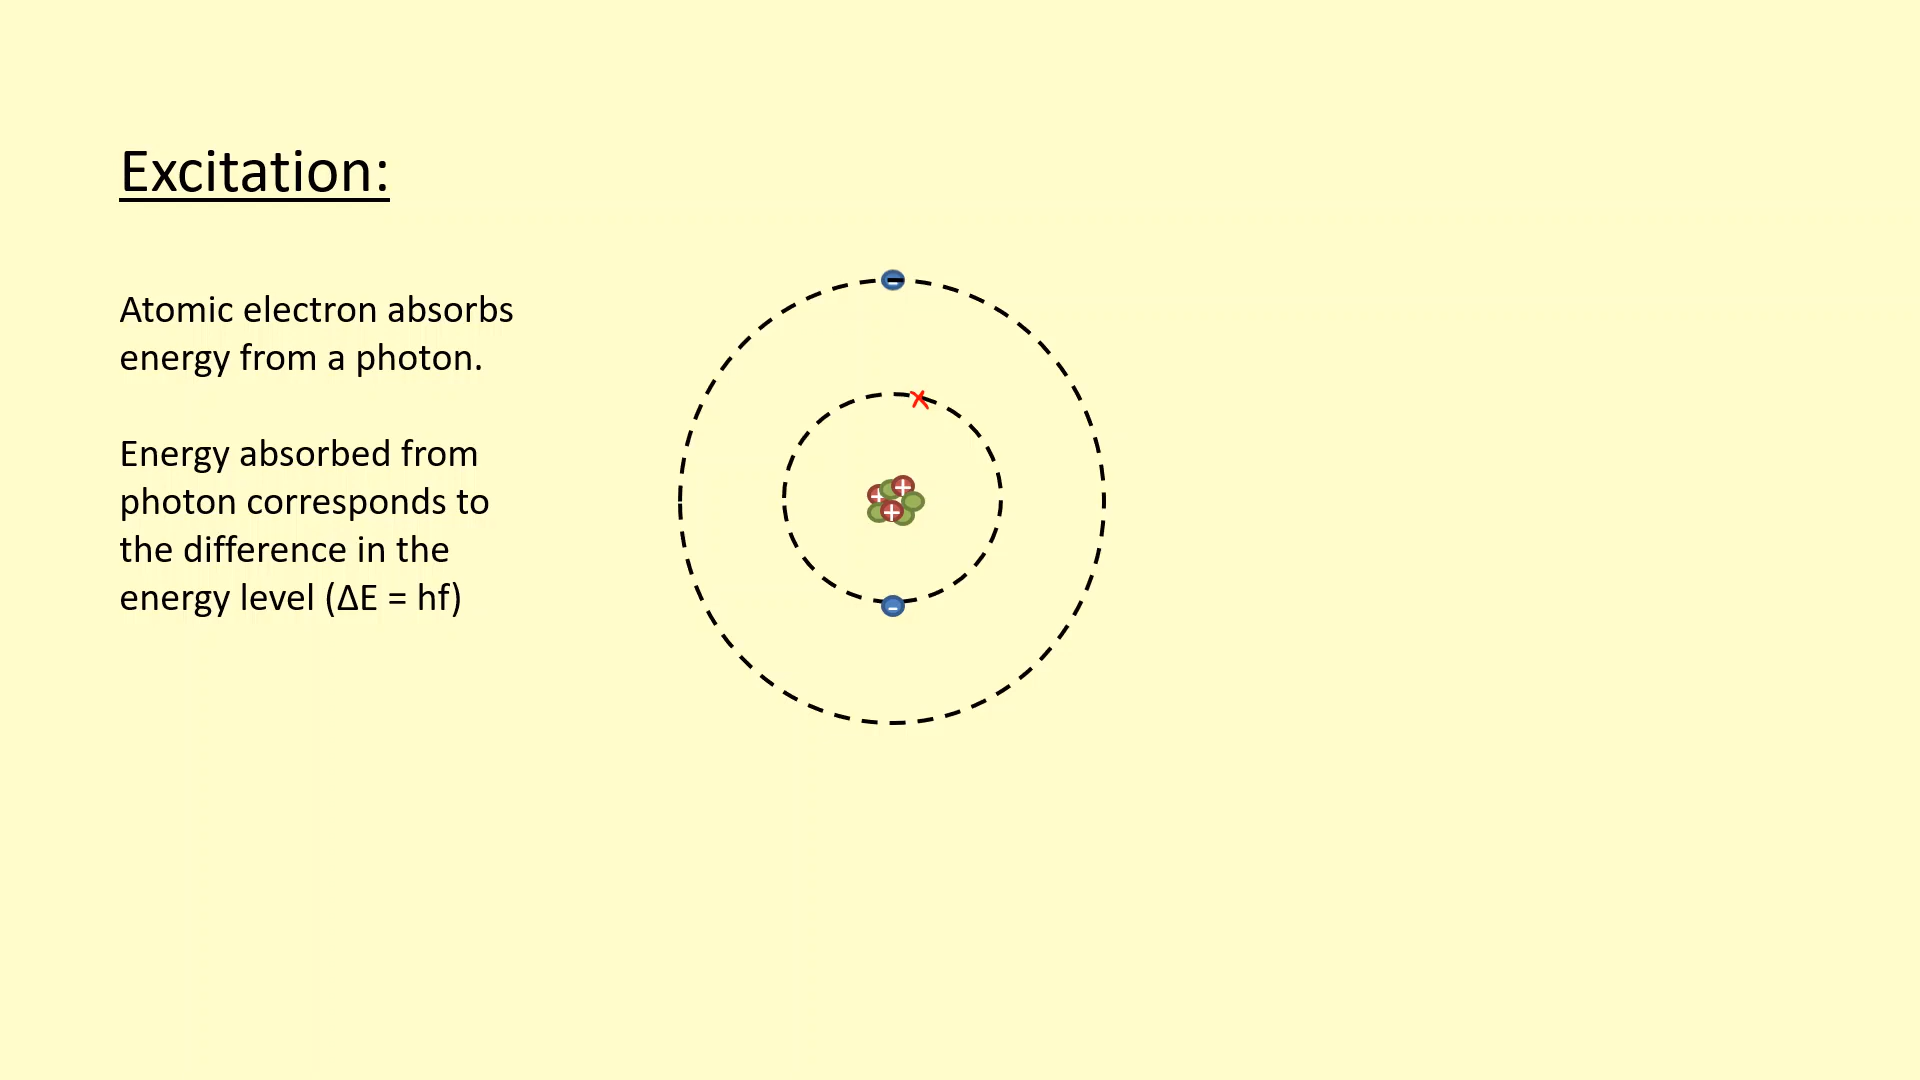 Excitation:
Atomic electron absorbs
energy from a photon.
Energy absorbed from
photon corresponds to
the difference in the
energy level (ΔE = hf)